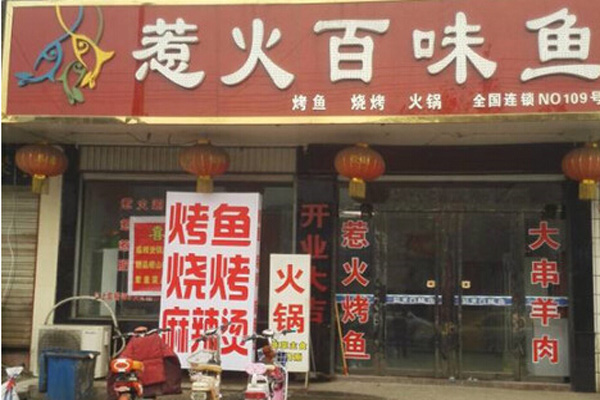 惹火百味鱼
烤鱼 烧烤 火锅 全国连锁NO109号
烤鱼
烧烤
麻辣烫
火锅
开业大吉
惹火烤鱼
大串羊肉